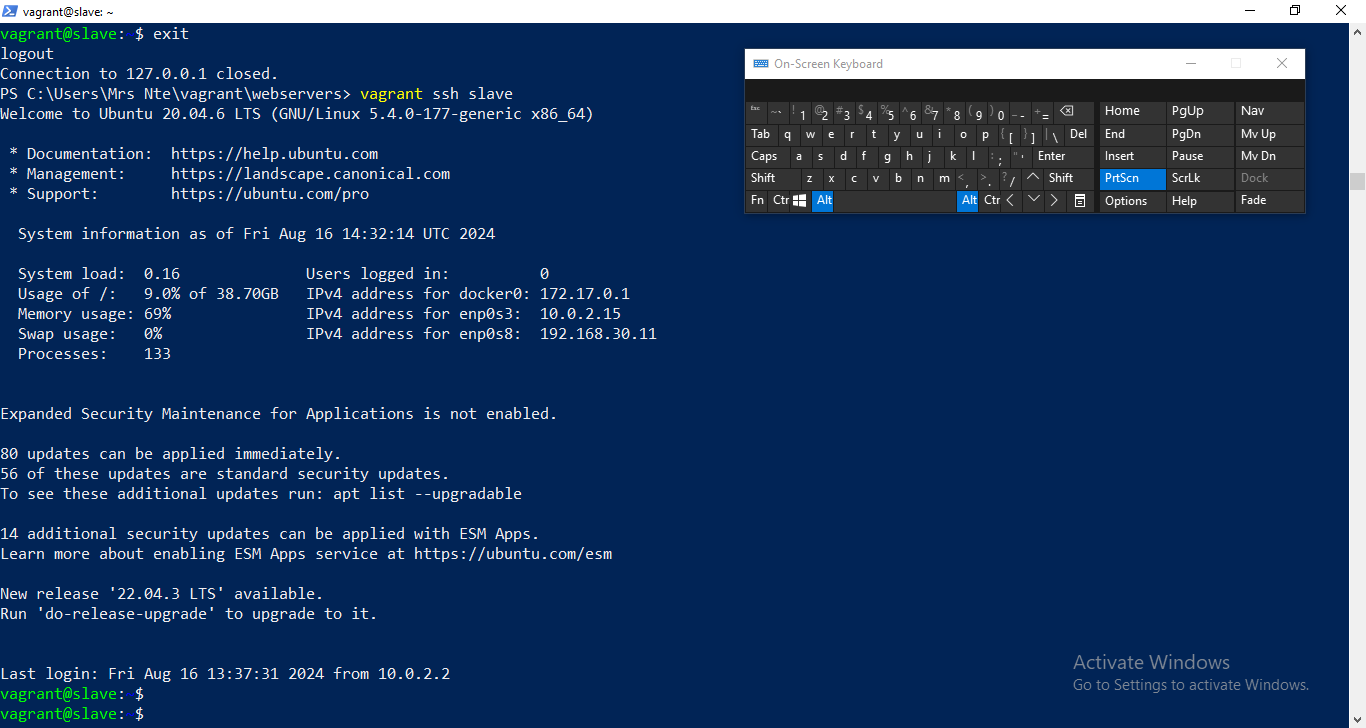 vagrant@slave: ~
vagrant@slave: $ exit
logout
Connection to 127.0.0.1 closed.
PS C:\Users\Mrs Nte\vagrant\webservers> vagrant ssh slave
Welcome to Ubuntu 20.04.6 LTS (GNU/Linux 5.4.0-177-generic x86_64)
* Documentation: https://help.ubuntu.com
* Management: https://landscape.canonical.com
* Support: https://ubuntu.com/pro
System information as of Fri Aug 16 14:32:14 UTC 2024
System load: 0.16 Users logged in: 0
Usage of /: 9.0% of 38.70GB IPv4 address for docker0: 172.17.0.1
Memory usage: 69% IPv4 address for enp0s3: 10.0.2.15
Swap usage: 0% IPv4 address for enp0s8: 192.168.30.11
Processes: 133
Expanded Security Maintenance for Applications is not enabled.
80 updates can be applied immediately.
56 of these updates are standard security updates.
To see these additional updates run: apt list --upgradable
14 additional security updates can be applied with ESM Apps.
Learn more about enabling ESM Apps service at https://ubuntu.com/esm
New release '22.04.3 LTS' available.
Run 'do-release-upgrade' to upgrade to it.
Last login: Fri Aug 16 13:37:31 2024 from 10.0.2.2
vagrant@slave: $
vagrant@slave: $
On-Screen Keyboard
Esc ~ ` ! 1 @ 2 # 3 $ 4 % 5 ^ 6 & 7 * 8 ( 9 ) 0 _ - + = Home PgUp Nav
Tab q w e r t y u i o p { [ } ] | \ Del End PgDn Mv Up
Caps a s d f g h j k l : ; " ' Enter Insert Pause Mv Dn
Shift z x c v b n m < , > . ? / Shift PrtScn ScrLk Dock
Fn Ctr Alt Alt Ctr Options Help Fade
Activate Windows
Go to Settings to activate Windows.